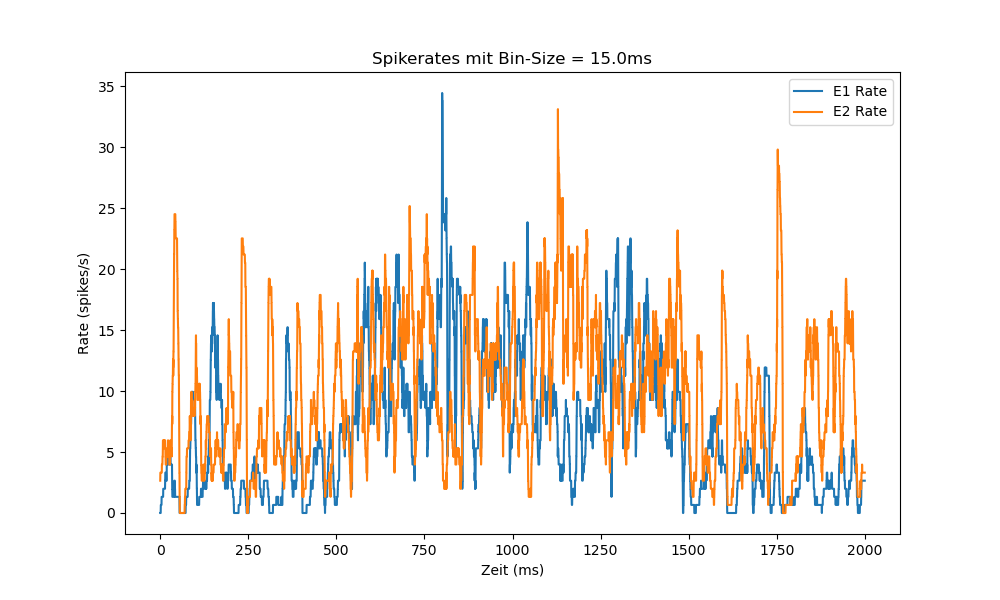 Spikerates mit Bin-Size = 15.0ms
E1 Rate
E2 Rate
Rate (spikes/s)
35
30
25
20
15
10
5
0
0 250 500 750 1000 1250 1500 1750 2000
Zeit (ms)